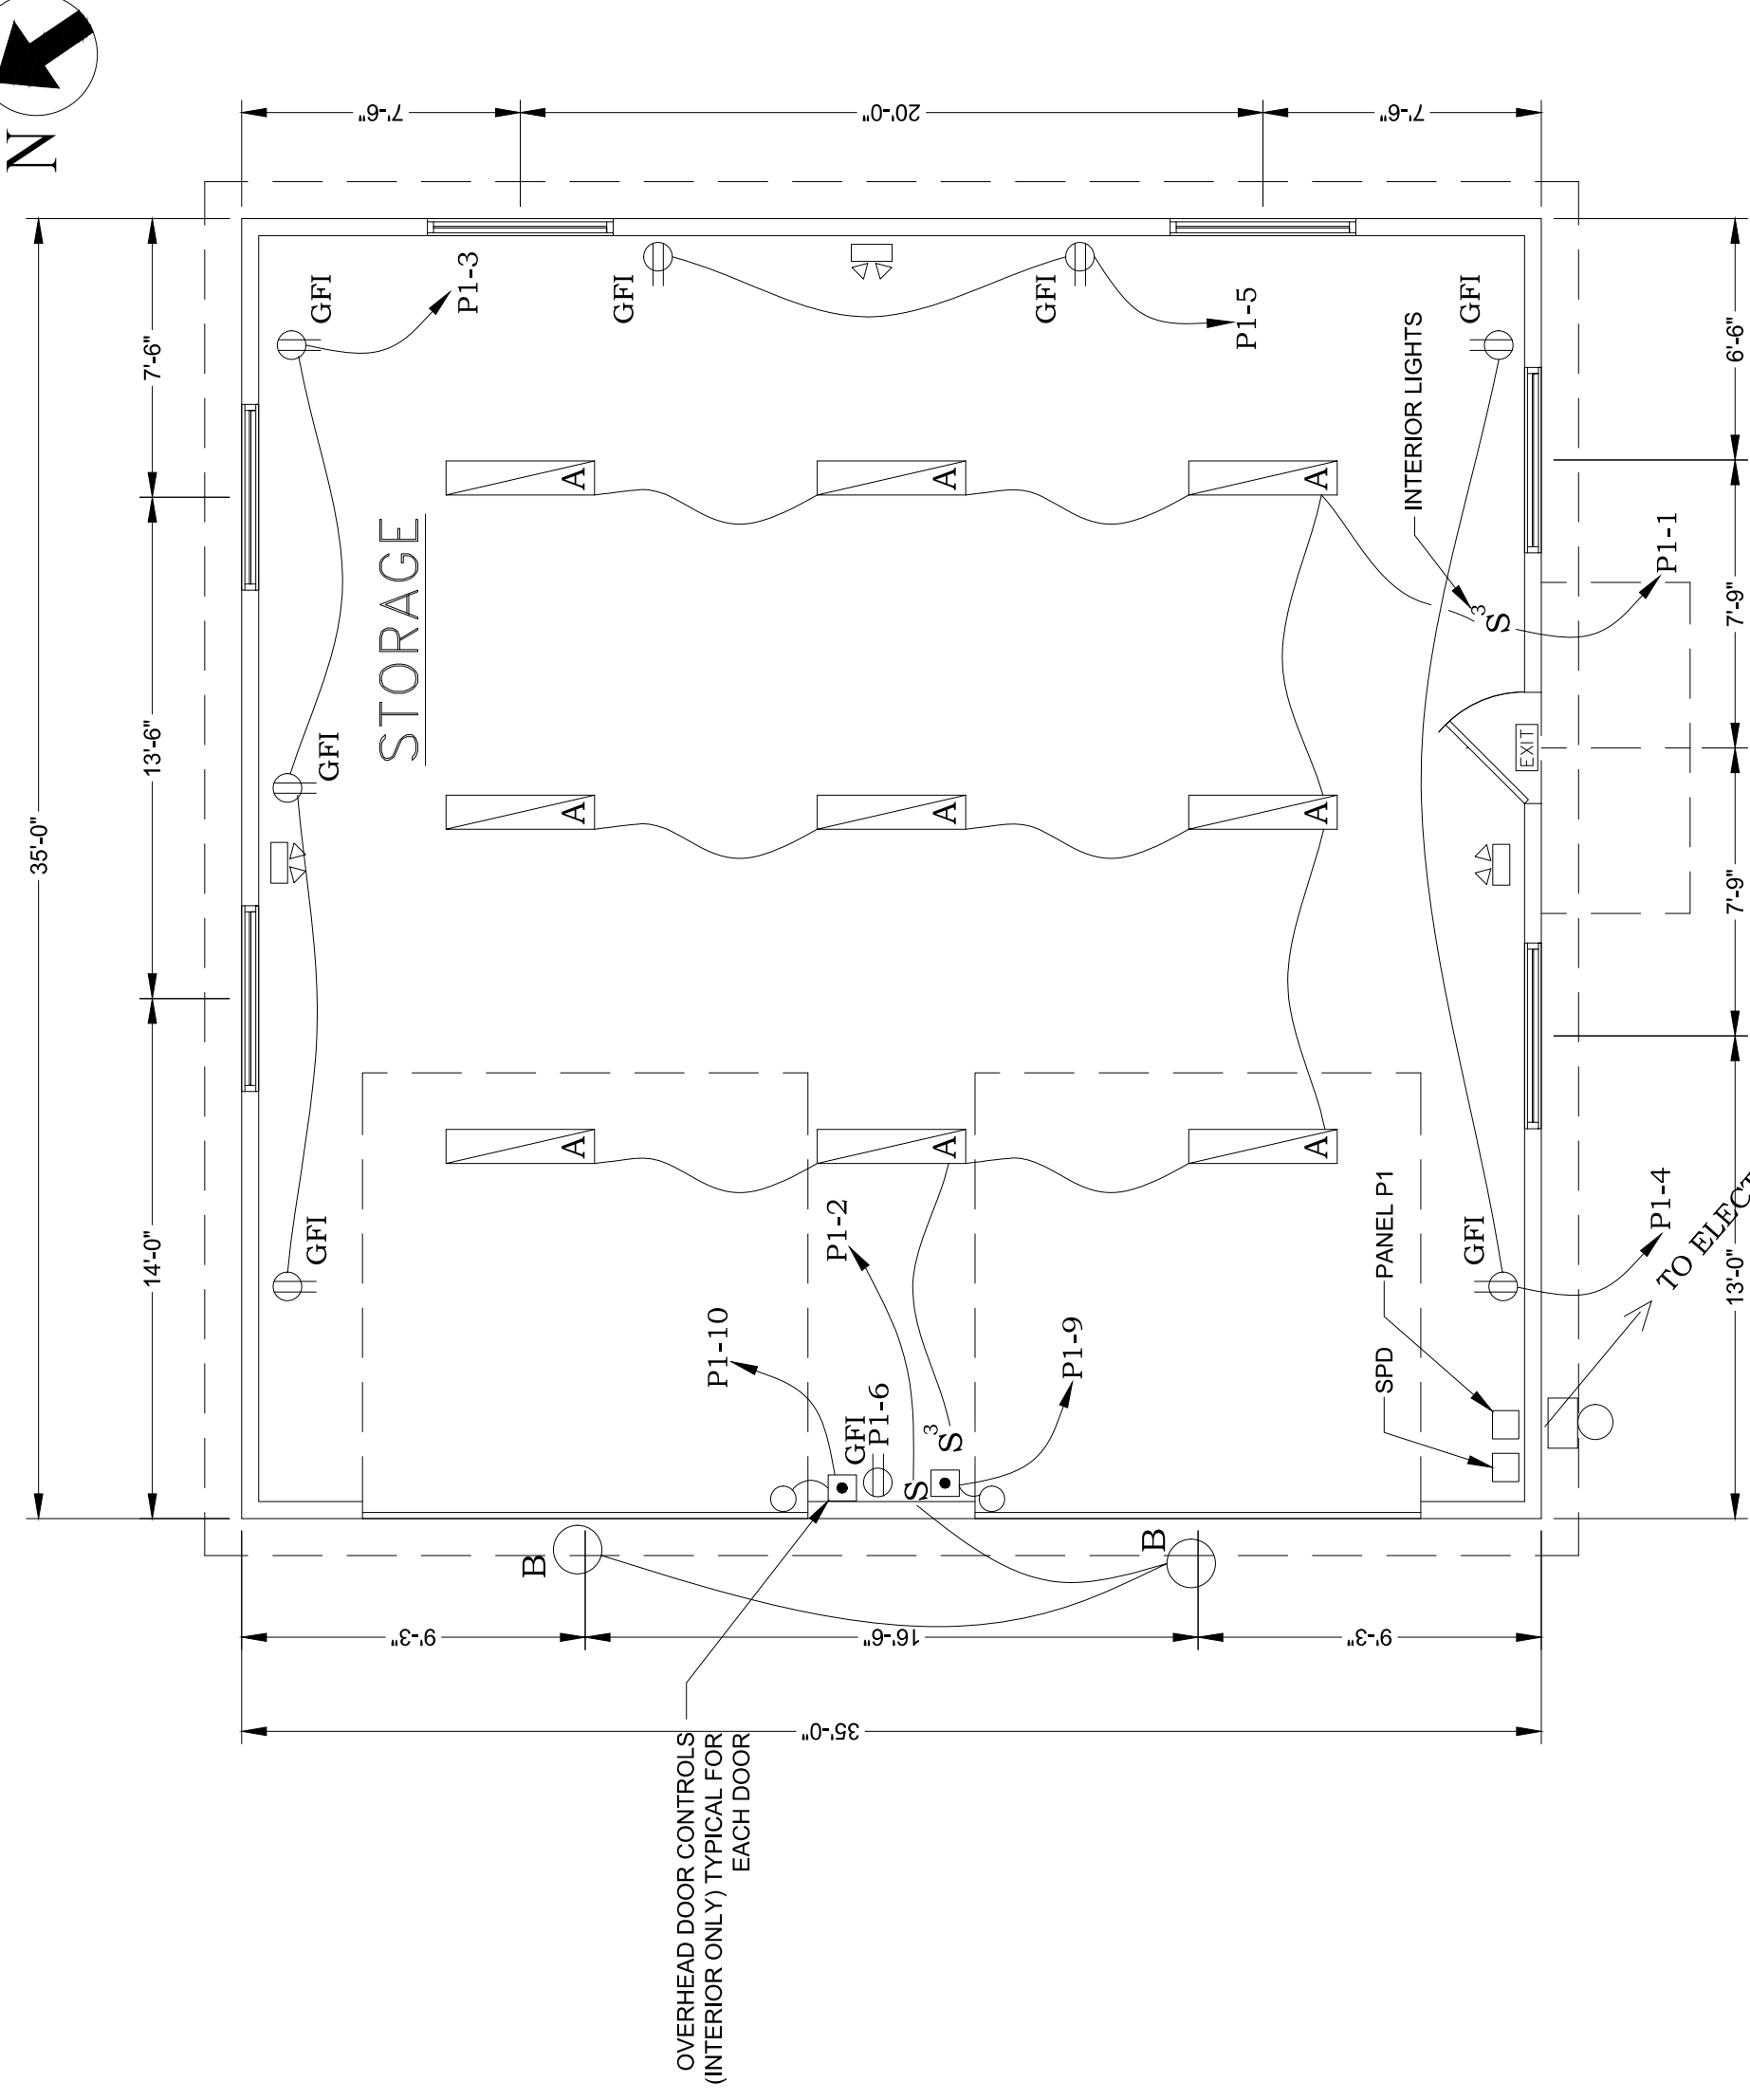 N
35'-0"
7'-6"
13'-6"
14'-0"
7'-6"
20'-0"
7'-6"
GFI
P1-3
GFI
GFI
P1-5
GFI
INTERIOR LIGHTS
STORAGE
A
A
A
S3
P1-1
GFI
A
A
A
EXIT
6'-6"
7'-9"
7'-9"
13'-0"
A
A
A
GFI
P1-2
P1-10
GFI
P1-6
S3
S
P1-9
PANEL P1
SPD
GFI
P1-4
B
B
9'-3"
16'-6"
9'-3"
35'-0"
OVERHEAD DOOR CONTROLS
(INTERIOR ONLY) TYPICAL FOR
EACH DOOR
TO